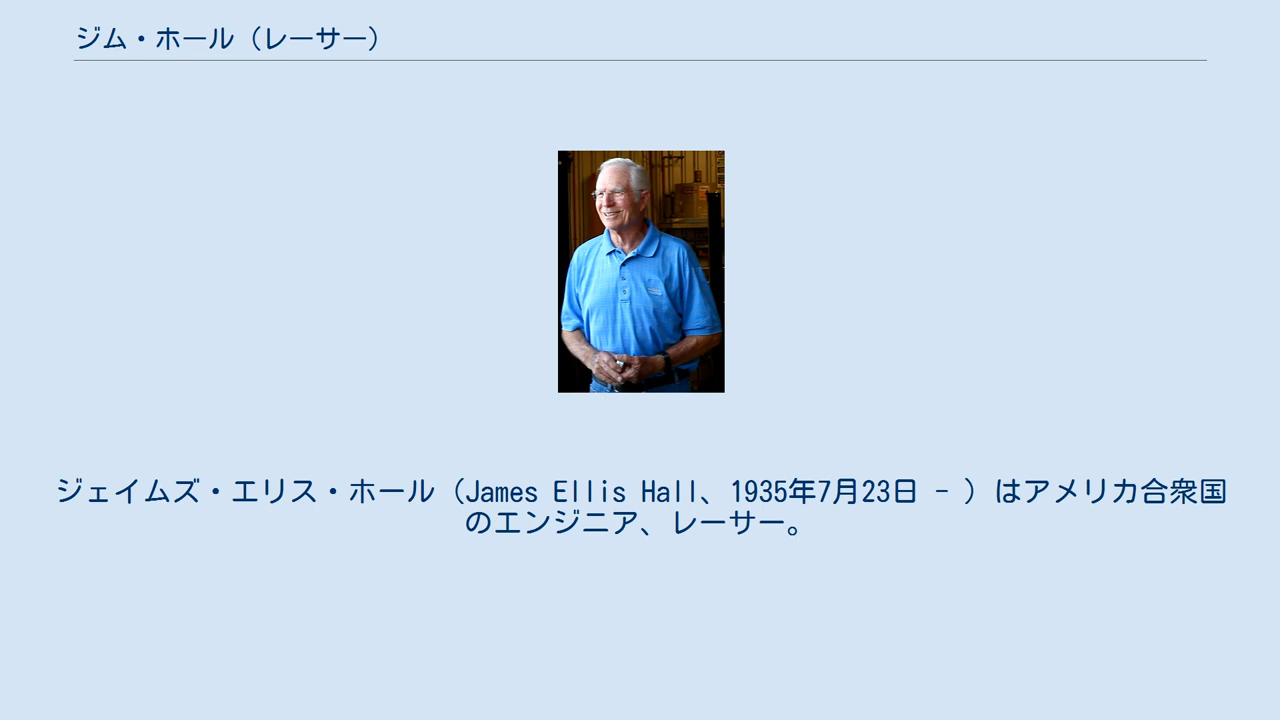 ジム・ホール（レーサー）
ジェイムズ・エリス・ホール（James Ellis Hall、1935年7月23日 - ）はアメリカ合衆国
のエンジニア、レーサー。